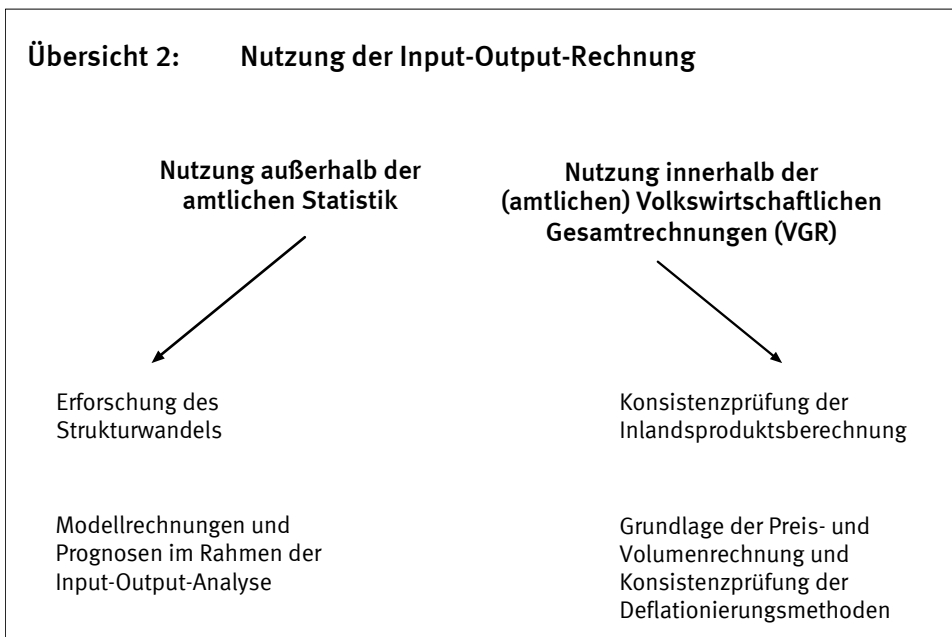 Übersicht 2: Nutzung der Input-Output-Rechnung
Nutzung außerhalb der
amtlichen Statistik
Nutzung innerhalb der
(amtlichen) Volkswirtschaftlichen
Gesamtrechnungen (VGR)
Erforschung des
Strukturwandels
Konsistenzprüfung der
Inlandsproduktsberechnung
Modellrechnungen und
Prognosen im Rahmen der
Input-Output-Analyse
Grundlage der Preis- und
Volumenrechnung und
Konsistenzprüfung der
Deflationierungsmethoden